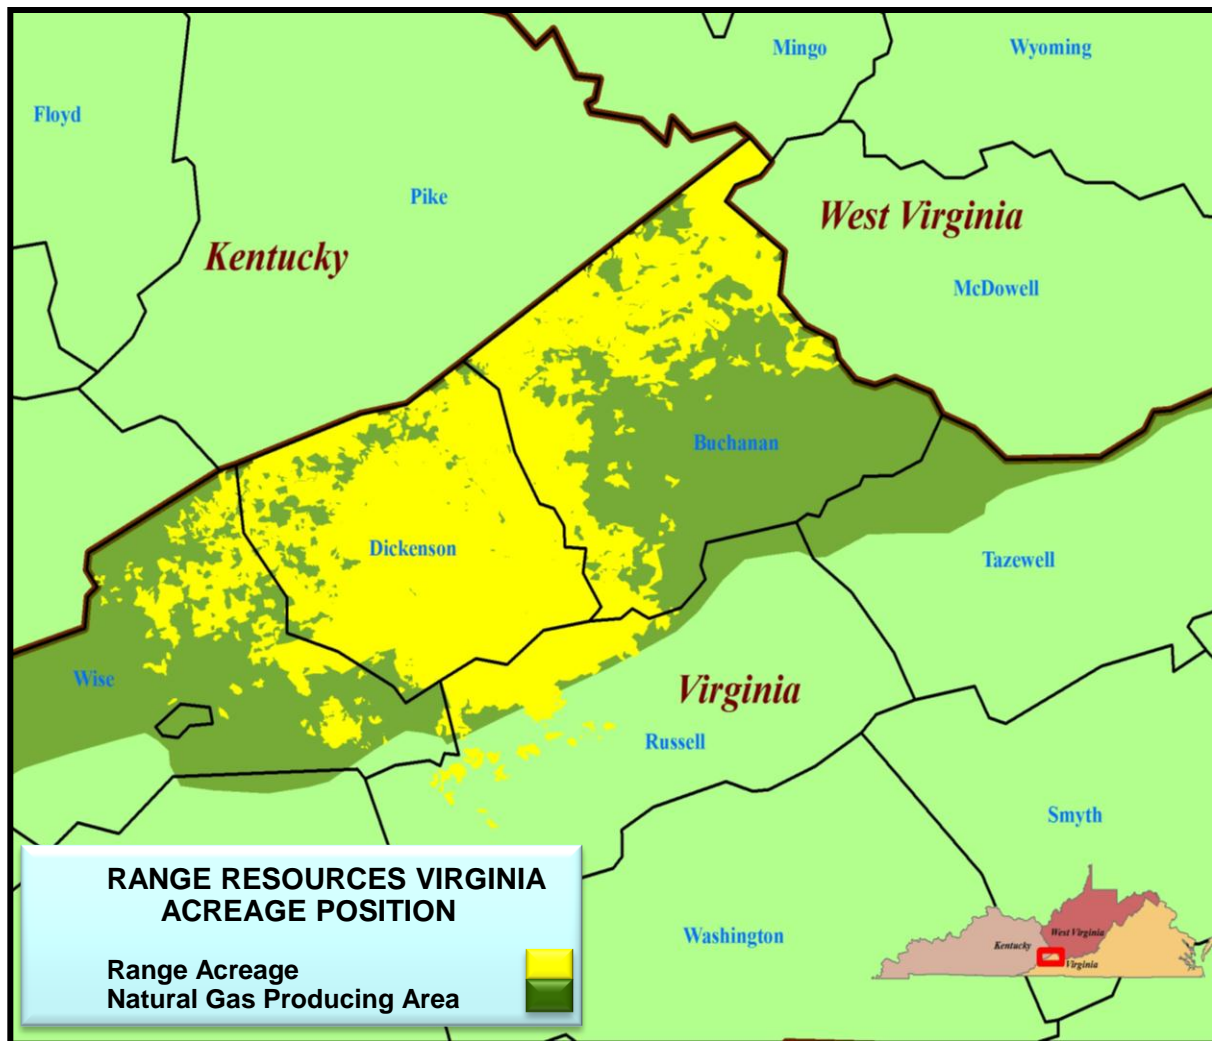 Mingo
Wyoming
Floyd
Pike
West Virginia
Kentucky
McDowell
Buchanan
Dickenson
Tazewell
Wise
Virginia
Russell
Smyth
Washington
RANGE RESOURCES VIRGINIA
ACREAGE POSITION
Range Acreage
Natural Gas Producing Area
West Virginia
Kentucky
Virginia